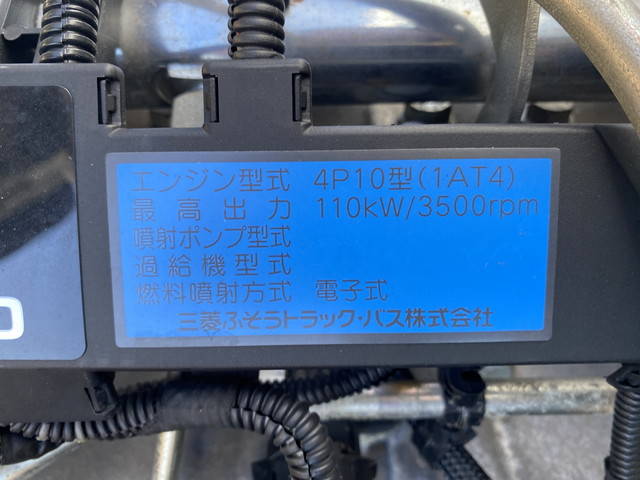 エンジン型式 4P10型(1AT4)
最高出力 110kW/3500rpm
噴射ポンプ型式
過給機型式
燃料噴射方式 電子式
三菱ふそうトラック・バス株式会社